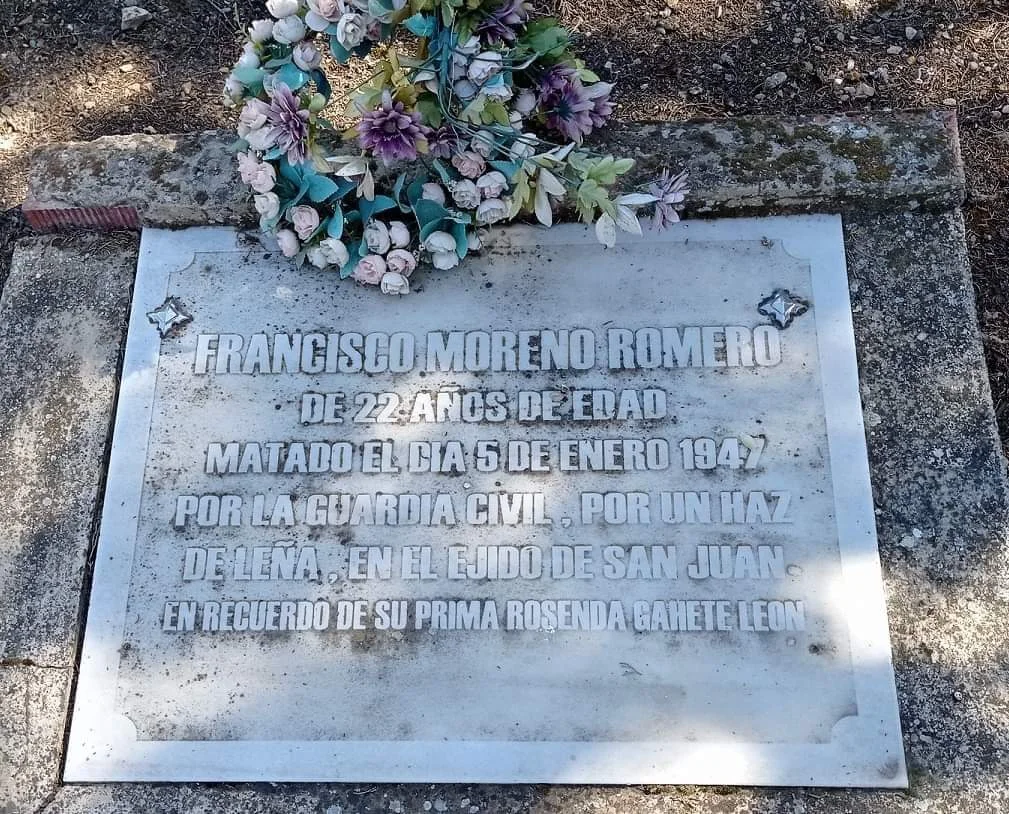 FRANCISCO MORENO ROMERO
DE 22 AÑOS DE EDAD
MATADO EL DIA 5 DE ENERO 1947
POR LA GUARDIA CIVIL , POR UN HAZ
DE LEÑA , EN EL EJIDO DE SAN JUAN.
EN RECUERDO DE SU PRIMA ROSENDA GAHETE LEON